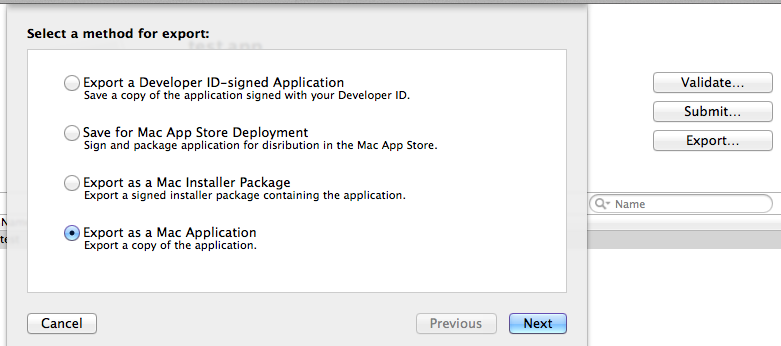 Select a method for export:
test.app
Export a Developer ID-signed Application
Save a copy of the application signed with your Developer ID.
Validate...
Save for Mac App Store Deployment
Submit...
Sign and package application for disribution in the Mac App Store.
Export...
Export as a Mac Installer Package
Export a signed installer package containing the application.
Name
Export as a Mac Application
Export a copy of the application.
Cancel
Previous
Next